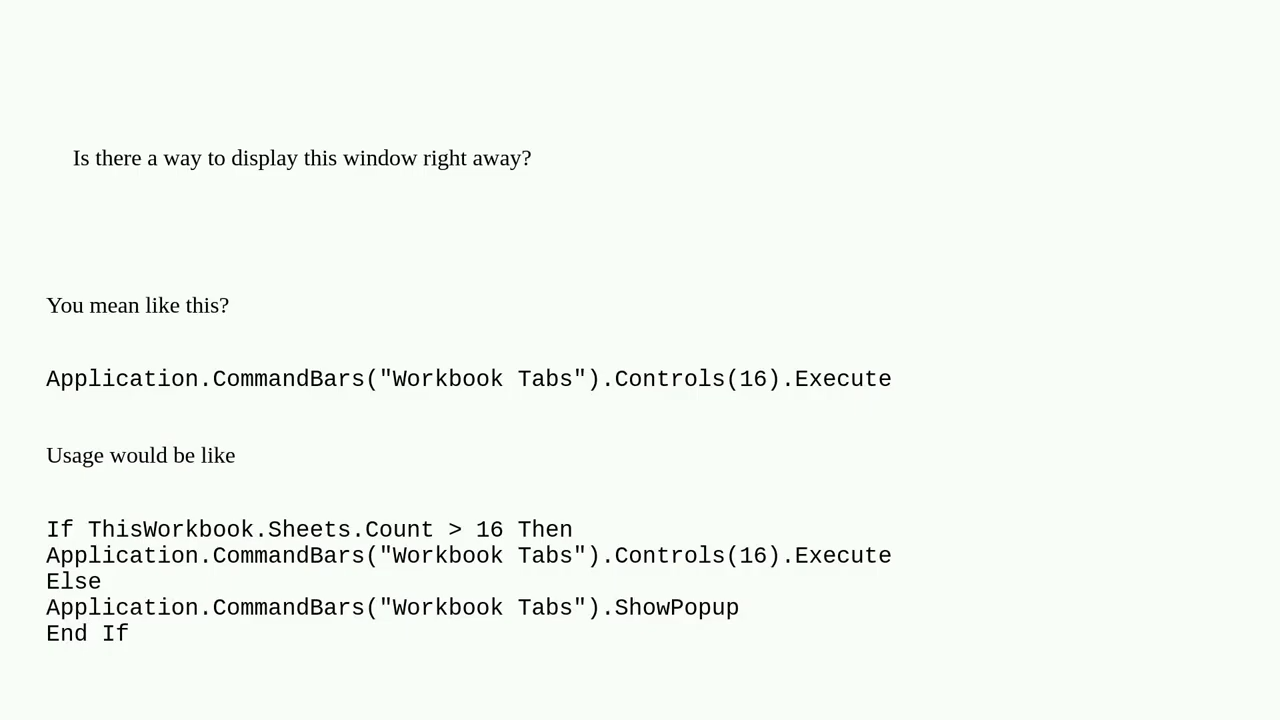 Is there a way to display this window right away?
You mean like this?
Application.CommandBars("Workbook Tabs").Controls(16).Execute
Usage would be like
If ThisWorkbook.Sheets.Count > 16 Then
Application.CommandBars("Workbook Tabs").Controls(16).Execute
Else
Application.CommandBars("Workbook Tabs").ShowPopup
End If